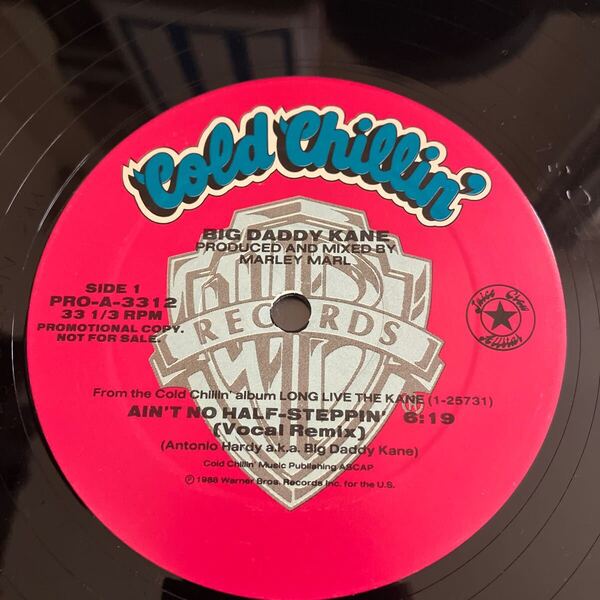 'Cold Chillin'
BIG DADDY KANE
PRODUCED AND MIXED BY
MARLEY MARL
SIDE 1
PRO-A-3312
33 1/3 RPM
PROMOTIONAL COPY.
NOT FOR SALE.
RECORDS
Juice Crew
Allstar
From the Cold Chillin' album LONG LIVE THE KANE (1-25731)
AIN'T NO HALF-STEPPIN' 6:19
(Vocal Remix)
(Antonio Hardy a.k.a. Big Daddy Kane)
Cold Chillin' Music Publishing ASCAP
℗ 1988 Warner Bros. Records Inc. for the U.S.